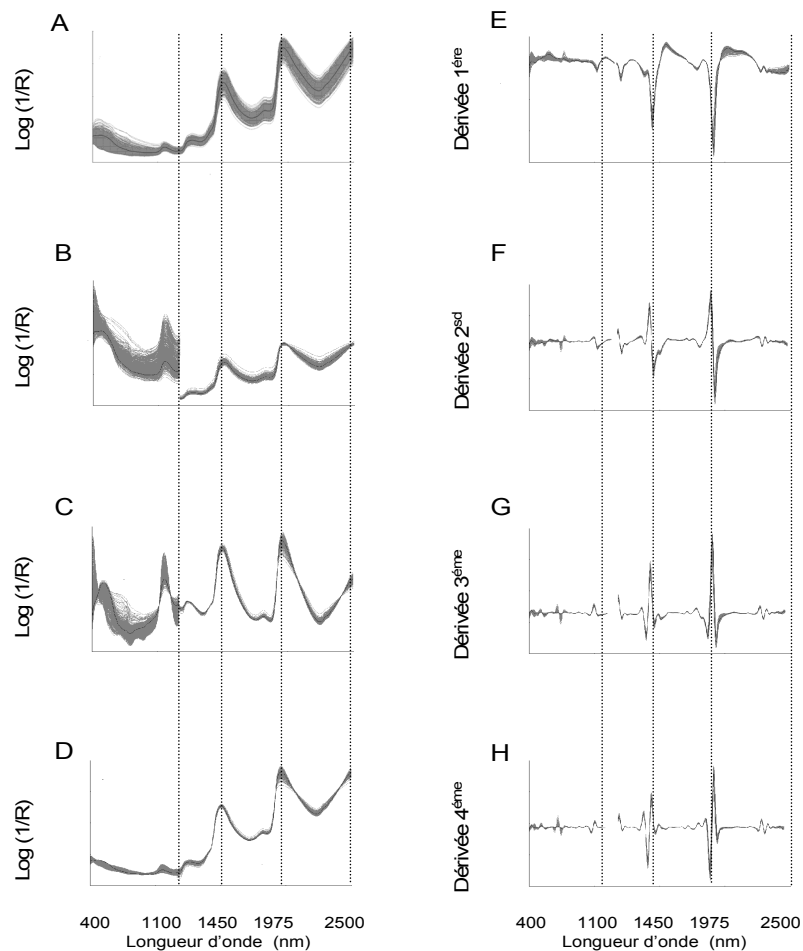 A
Log (1/R)
B
Log (1/R)
C
Log (1/R)
D
Log (1/R)
400 1100 1450 1975 2500
Longueur d’onde (nm)
E
Dérivée 1ère
F
Dérivée 2sd
G
Dérivée 3éme
H
Dérivée 4éme
400 1100 1450 1975 2500
Longueur d’onde (nm)